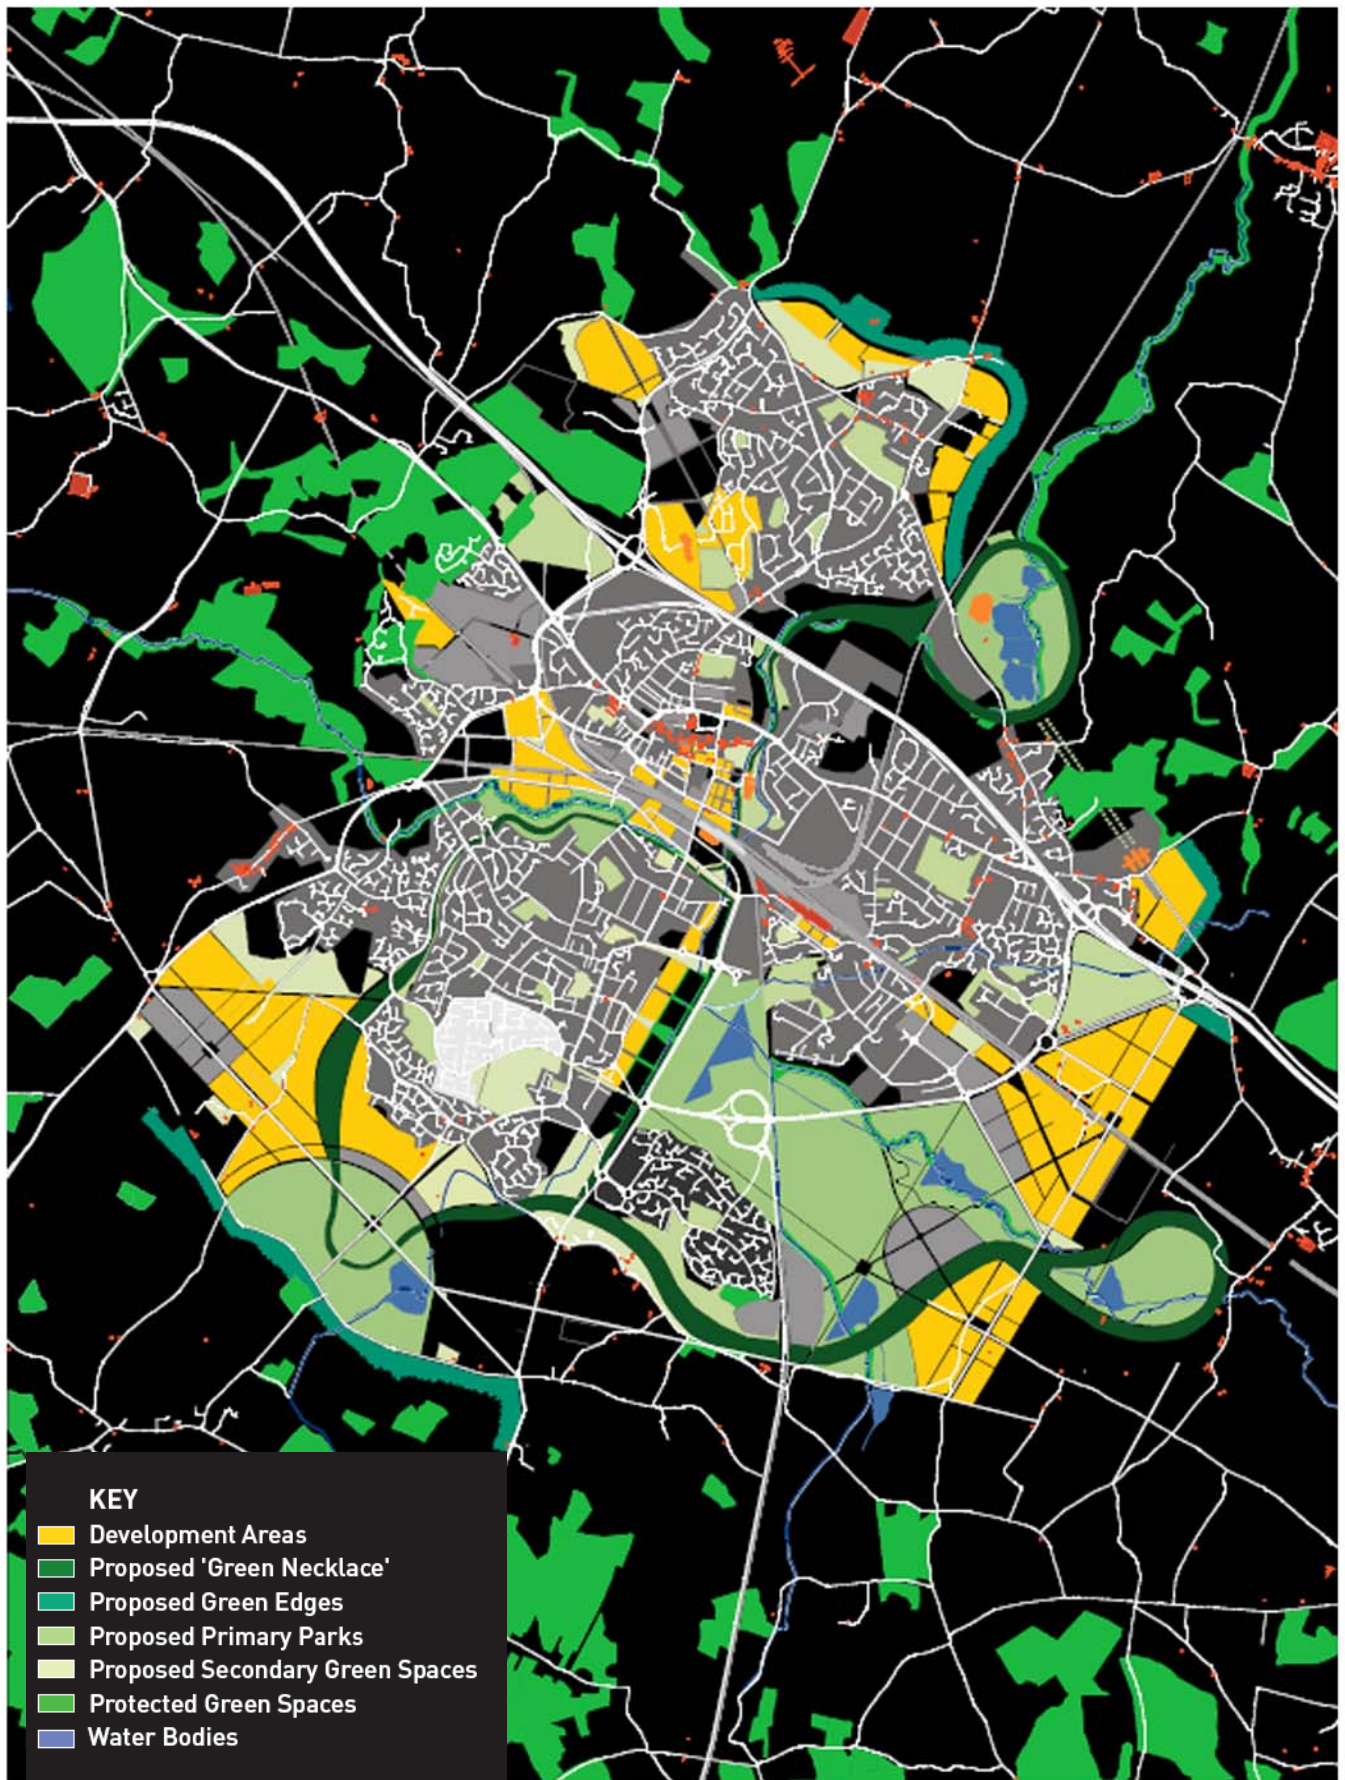 KEY
Development Areas
Proposed 'Green Necklace'
Proposed Green Edges
Proposed Primary Parks
Proposed Secondary Green Spaces
Protected Green Spaces
Water Bodies